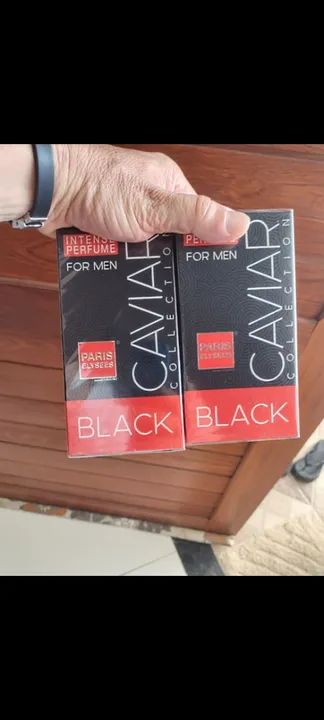 INTENSE
PERFUME
FOR MEN
CAVIAR
COLLECTION
PARIS
ELYSEES
BLACK
PERFUME
FOR MEN
CAVIAR
COLLECTION
PARIS
ELYSEES
BLACK